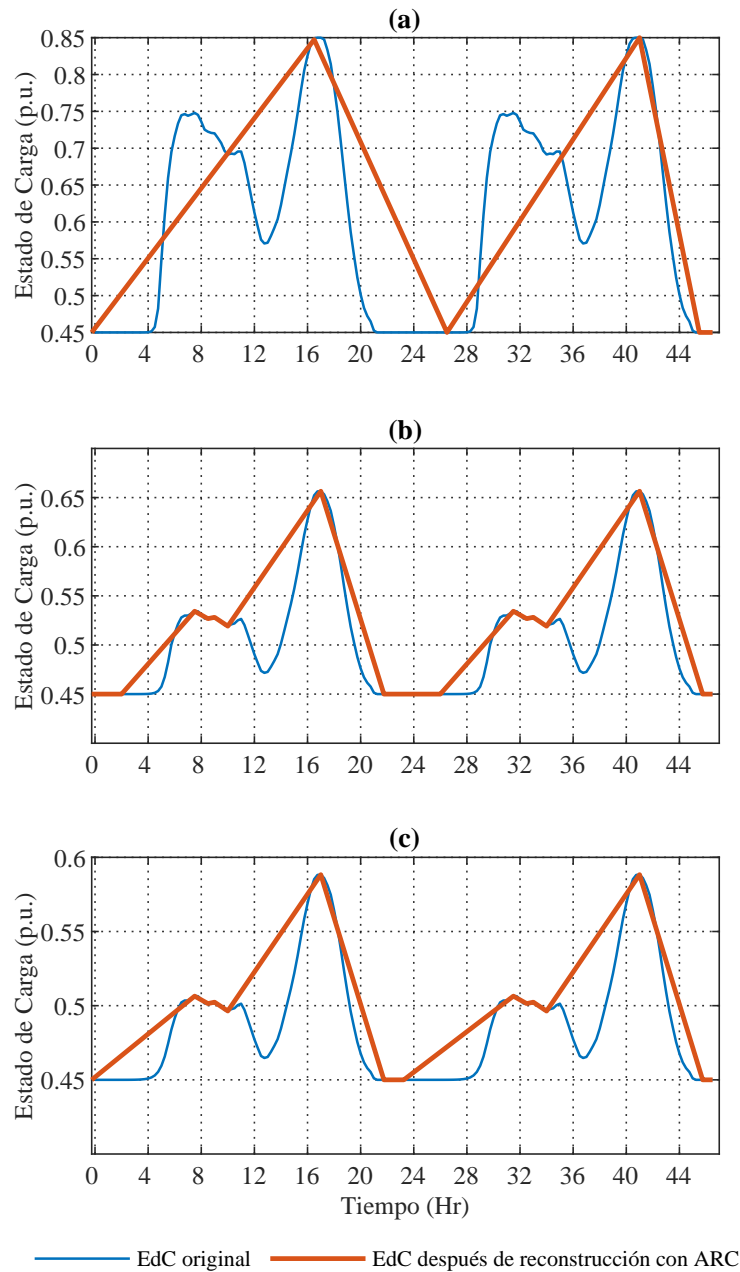 (a)
Estado de Carga (p.u.)
0.85
0.8
0.75
0.7
0.65
0.6
0.55
0.5
0.45
0 4 8 12 16 20 24 28 32 36 40 44
(b)
Estado de Carga (p.u.)
0.65
0.6
0.55
0.5
0.45
0 4 8 12 16 20 24 28 32 36 40 44
(c)
Estado de Carga (p.u.)
0.6
0.55
0.5
0.45
0 4 8 12 16 20 24 28 32 36 40 44
Tiempo (Hr)
EdC original EdC después de reconstrucción con ARC